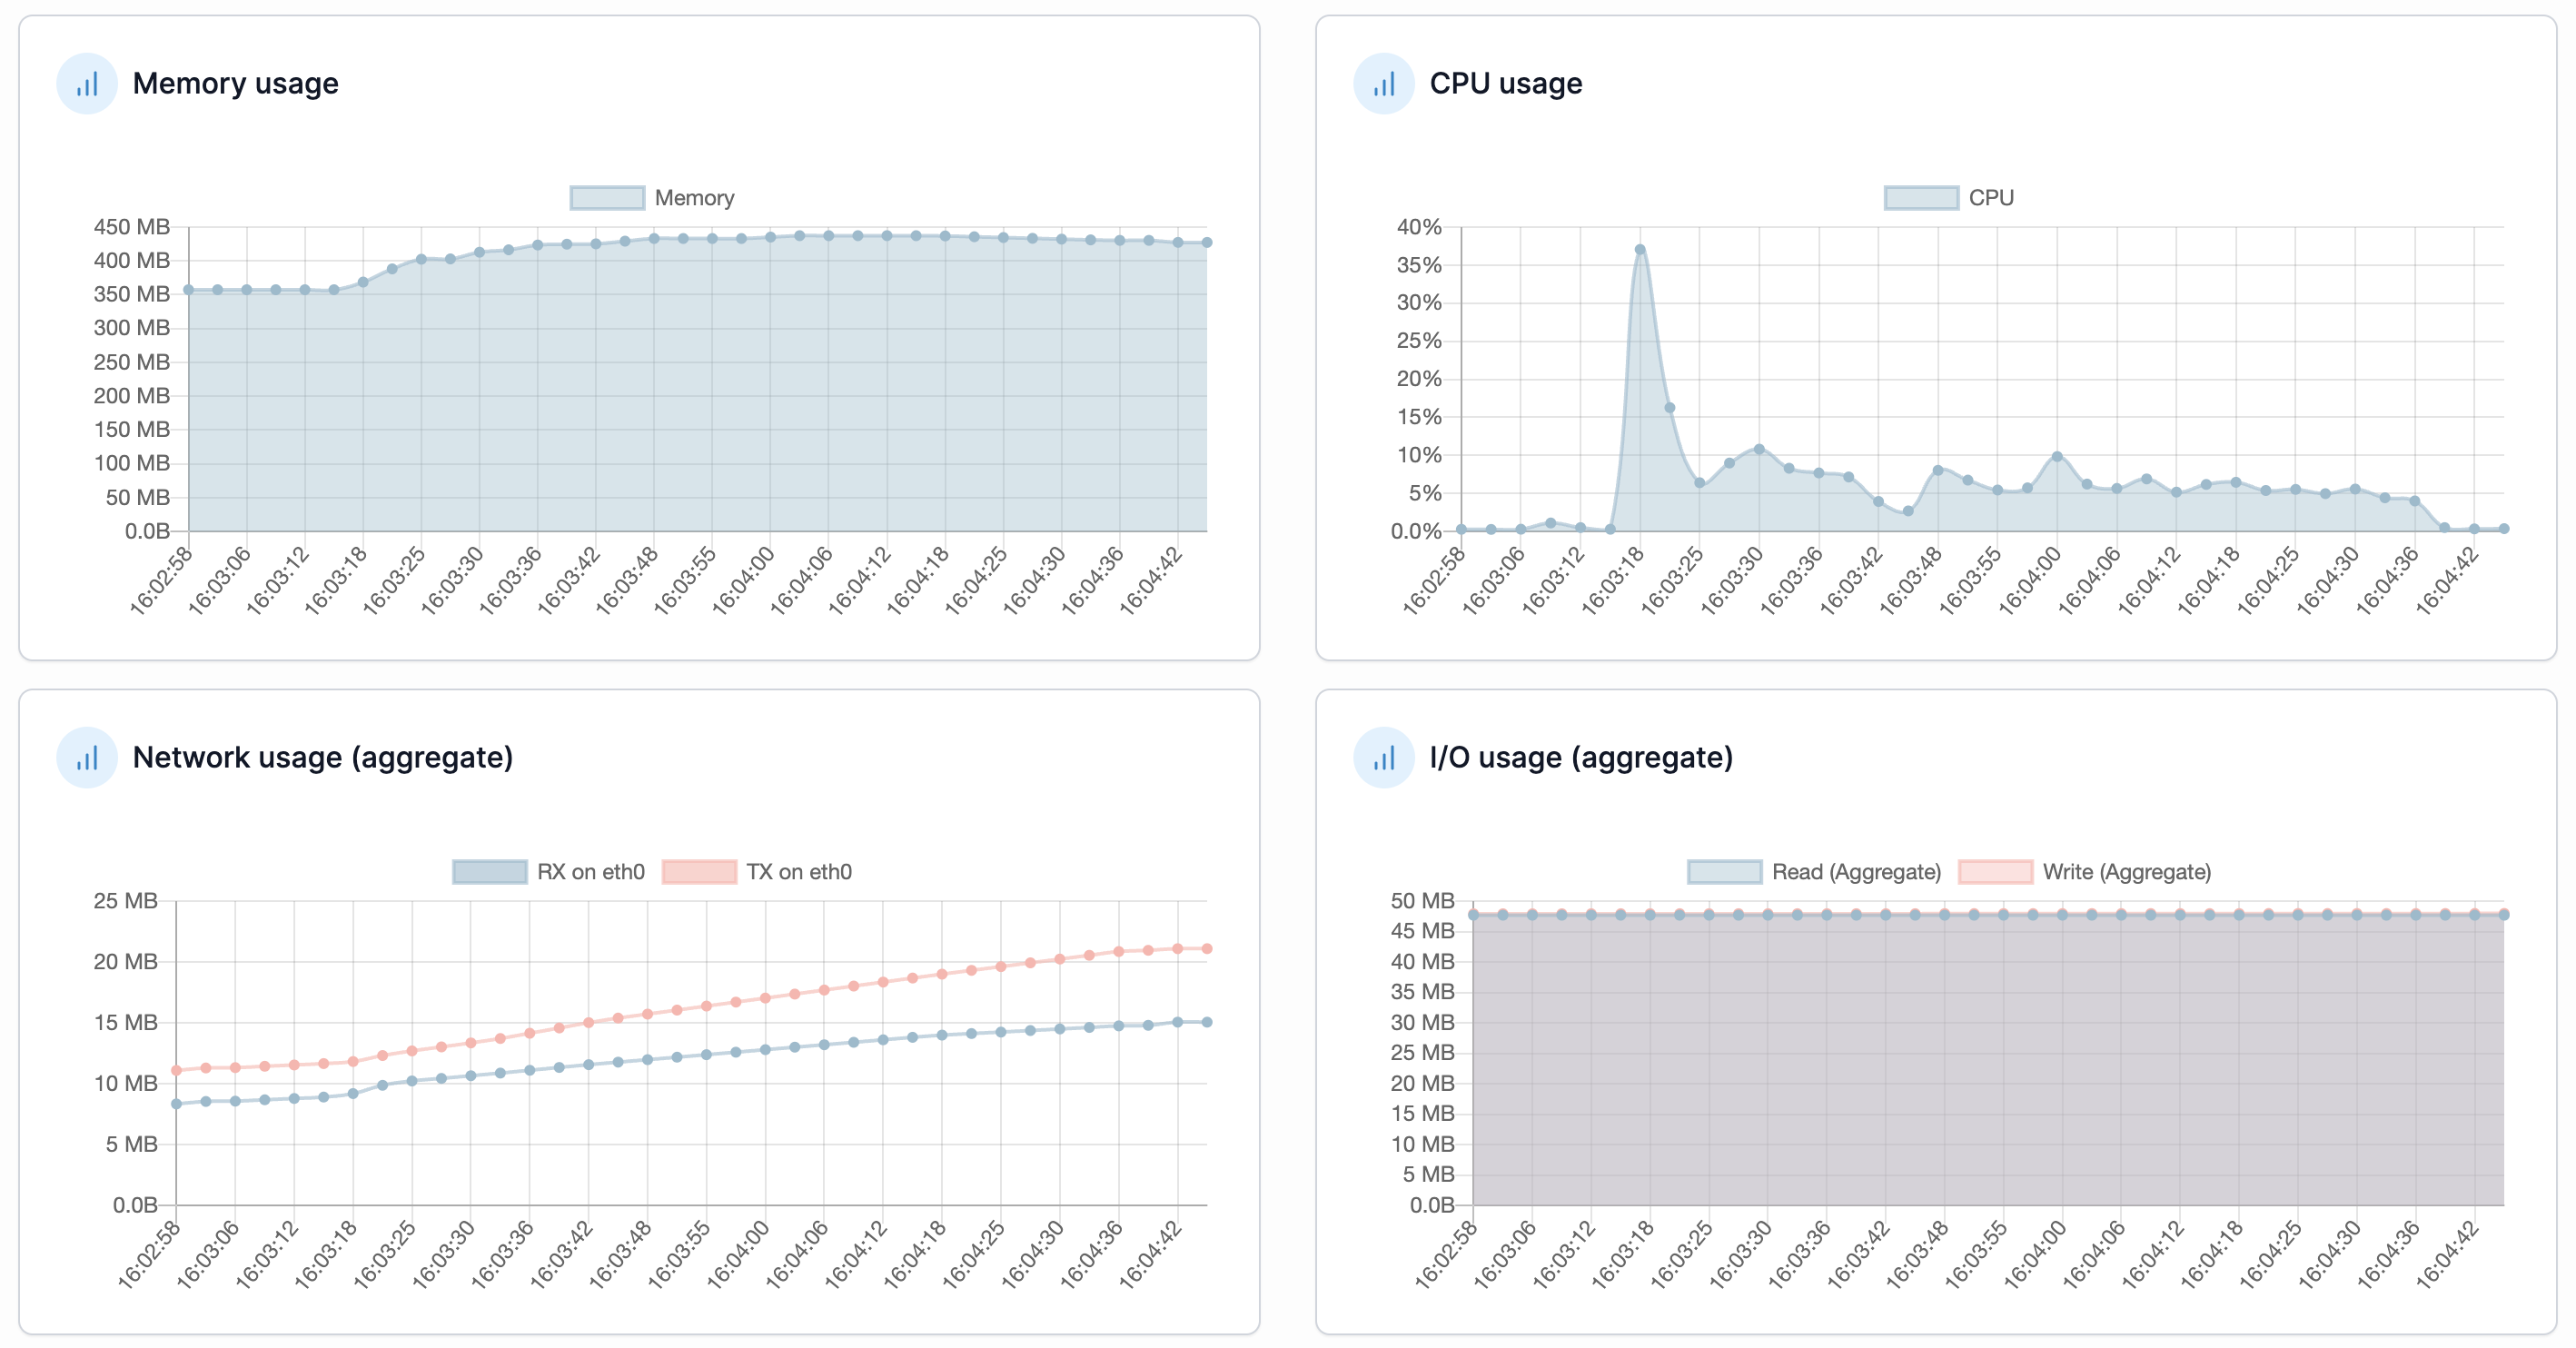 Memory usage
Memory
450 MB
400 MB
350 MB
300 MB
250 MB
200 MB
150 MB
100 MB
50 MB
0.0B
16:02:58
16:03:06
16:03:12
16:03:18
16:03:25
16:03:30
16:03:36
16:03:42
16:03:48
16:03:55
16:04:00
16:04:06
16:04:12
16:04:18
16:04:25
16:04:30
16:04:36
16:04:42
CPU usage
CPU
40%
35%
30%
25%
20%
15%
10%
5%
0.0%
16:02:58
16:03:06
16:03:12
16:03:18
16:03:25
16:03:30
16:03:36
16:03:42
16:03:48
16:03:55
16:04:00
16:04:06
16:04:12
16:04:18
16:04:25
16:04:30
16:04:36
16:04:42
Network usage (aggregate)
RX on eth0 TX on eth0
25 MB
20 MB
15 MB
10 MB
5 MB
0.0B
16:02:58
16:03:06
16:03:12
16:03:18
16:03:25
16:03:30
16:03:36
16:03:42
16:03:48
16:03:55
16:04:00
16:04:06
16:04:12
16:04:18
16:04:25
16:04:30
16:04:36
16:04:42
I/O usage (aggregate)
Read (Aggregate) Write (Aggregate)
50 MB
45 MB
40 MB
35 MB
30 MB
25 MB
20 MB
15 MB
10 MB
5 MB
0.0B
16:02:58
16:03:06
16:03:12
16:03:18
16:03:25
16:03:30
16:03:36
16:03:42
16:03:48
16:03:55
16:04:00
16:04:06
16:04:12
16:04:18
16:04:25
16:04:30
16:04:36
16:04:42